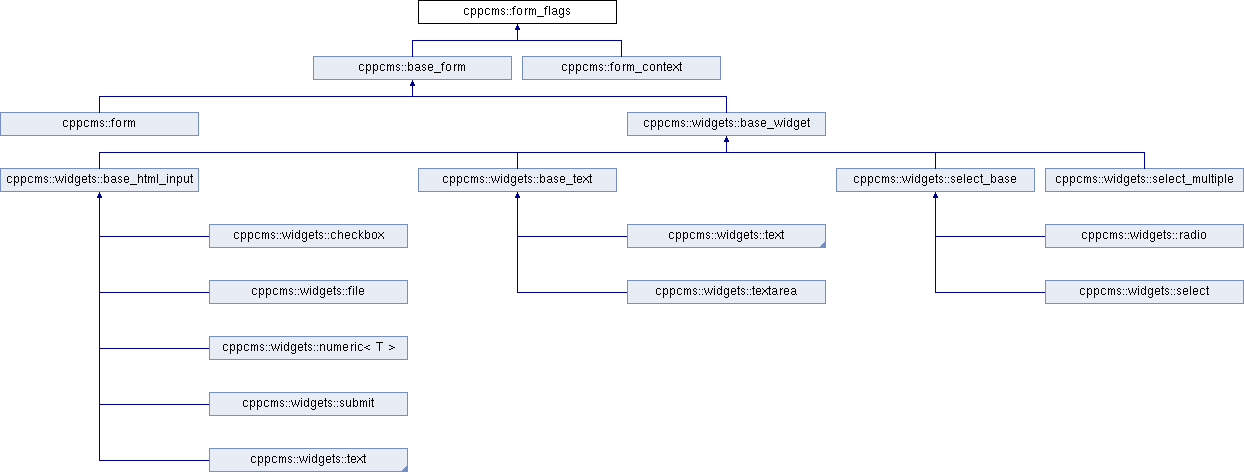 cppcms::form_flags
cppcms::base_form
cppcms::form_context
cppcms::form
cppcms::widgets::base_widget
cppcms::widgets::base_html_input
cppcms::widgets::base_text
cppcms::widgets::select_base
cppcms::widgets::select_multiple
cppcms::widgets::checkbox
cppcms::widgets::text
cppcms::widgets::radio
cppcms::widgets::file
cppcms::widgets::textarea
cppcms::widgets::select
cppcms::widgets::numeric< T >
cppcms::widgets::submit
cppcms::widgets::text